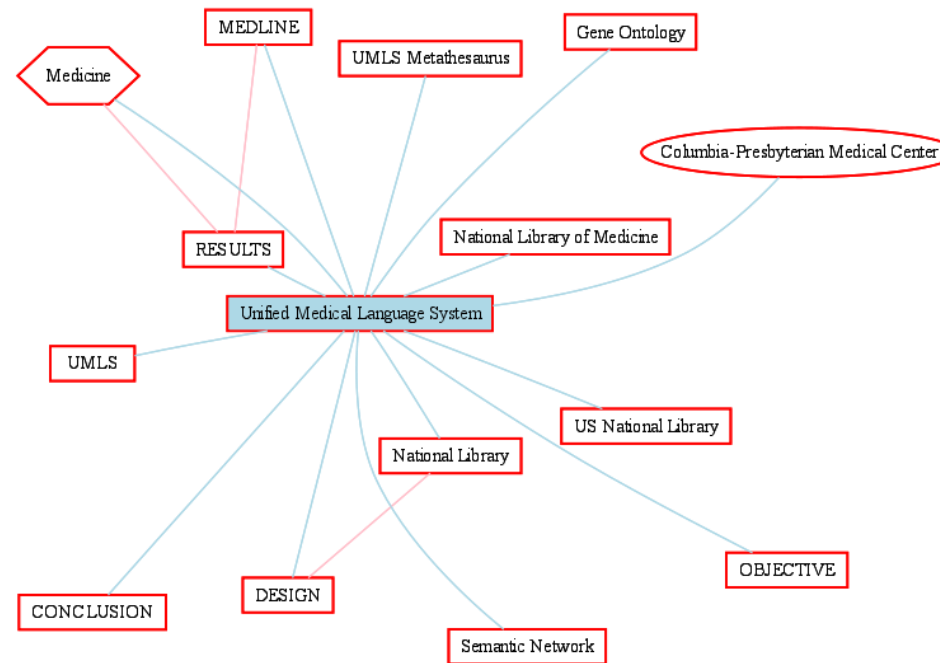 MEDLINE
Gene Ontology
UMLS Metathesaurus
Medicine
Columbia-Presbyterian Medical Center
National Library of Medicine
RESULTS
Unified Medical Language System
UMLS
US National Library
National Library
OBJECTIVE
DESIGN
CONCLUSION
Semantic Network